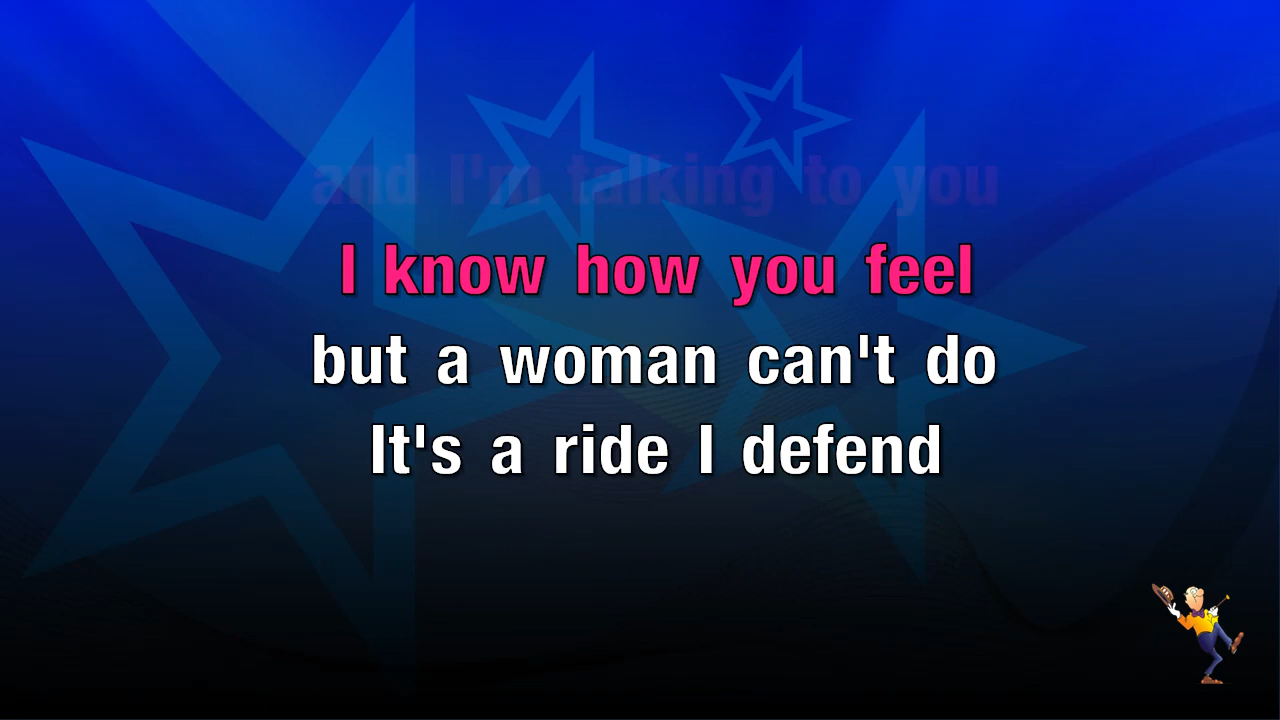 and I'm talking to you
I know how you feel
but a woman can't do
It's a ride I defend